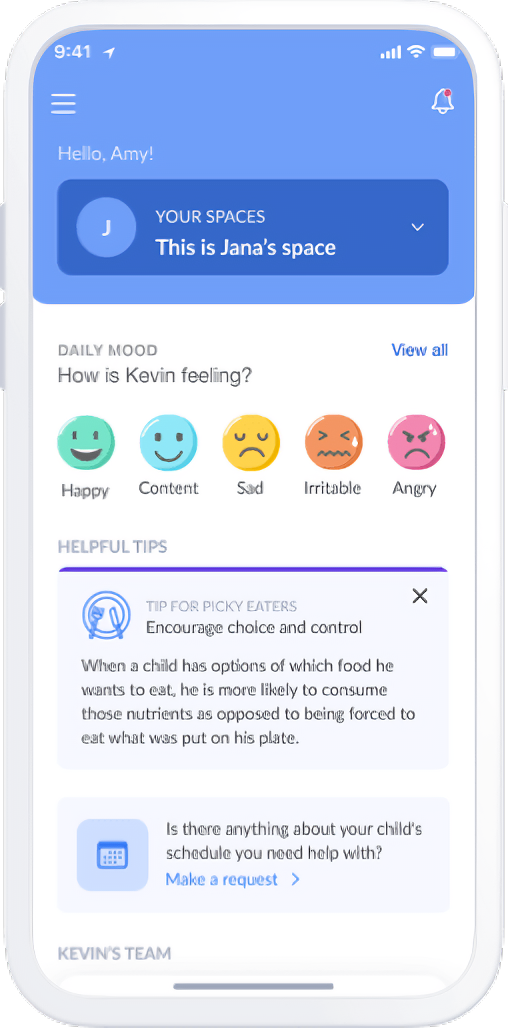 9:41
Hello, Amy!
J
YOUR SPACES
This is Jana's space
DAILY MOOD
View all
How is Kevin feeling?
Happy
Content
Sad
Irritable
Angry
HELPFUL TIPS
TIP FOR PICKY EATERS
Encourage choice and control
When a child has options of which food he
wants to eat, he is more likely to consume
those nutrients as opposed to being forced to
eat what was put on his plate.
Is there anything about your child's
schedule you need help with?
Make a request
KEVIN'S TEAM